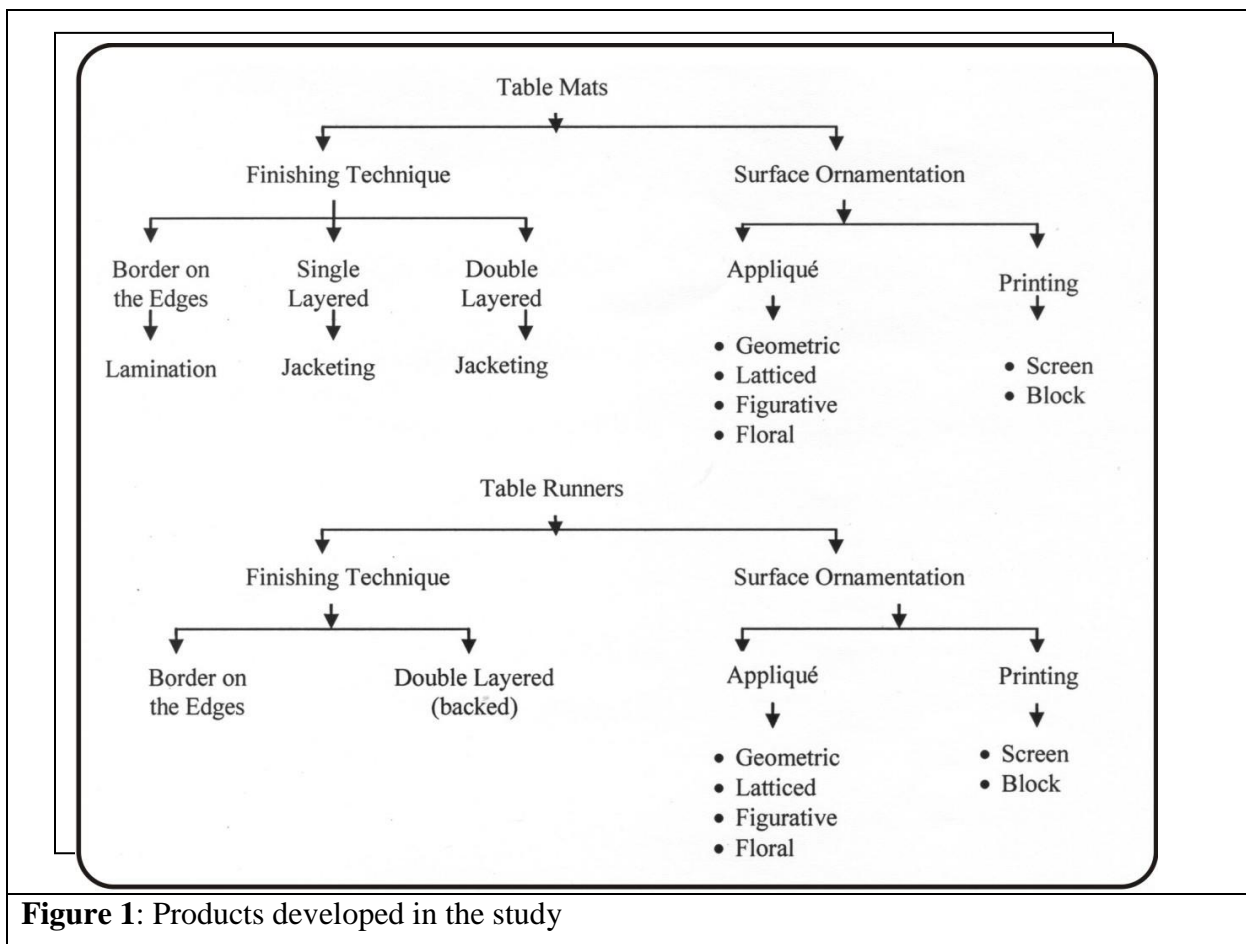 Table Mats
Finishing Technique
Surface Ornamentation
Border on
the Edges
Single
Layered
Double
Layered
Appliqué
Printing
Lamination
Jacketing
Jacketing
• Geometric
• Latticed
• Figurative
• Floral
• Screen
• Block
Table Runners
Finishing Technique
Surface Ornamentation
Border on
the Edges
Double Layered
(backed)
Appliqué
Printing
• Geometric
• Latticed
• Figurative
• Floral
• Screen
• Block
Figure 1: Products developed in the study